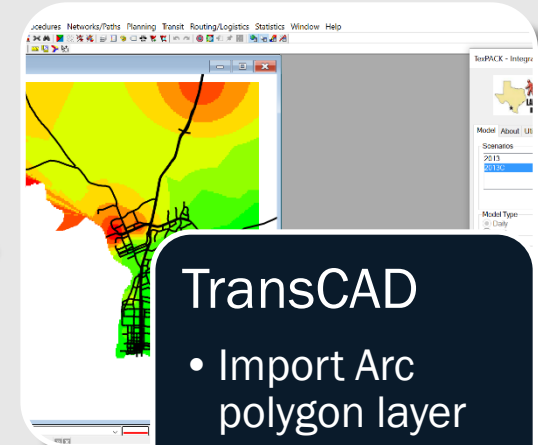 ocedures Networks/Paths Planning Transit Routing/Logistics Statistics Window Help
TexPACK - Integra
Model About Uti
Scenarios
2013
2013C
Model Type
Daily
TransCAD
• Import Arc
polygon layer